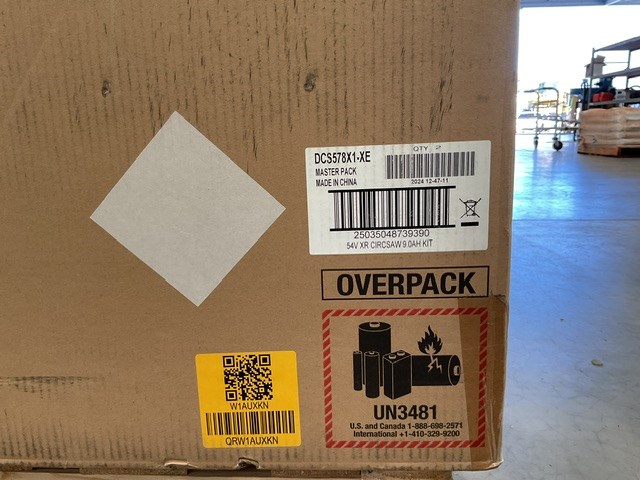 DCS578X1-XE
QTY 2
MASTER PACK
MADE IN CHINA
2024 12-47-11
25035048739390
54V XR CIRCSAW 9.0AH KIT
OVERPACK
UN3481
U.S. and Canada 1-888-698-2571
International +1-410-329-9200
W1AUXKN
QRW1AUXKN